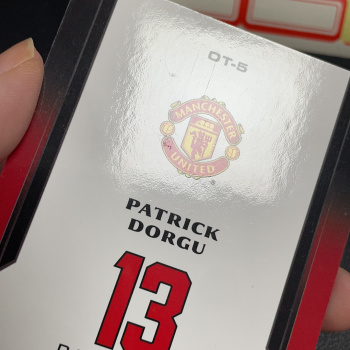 OT-5
MANCHESTER
UNITED
PATRICK
DORGU
13